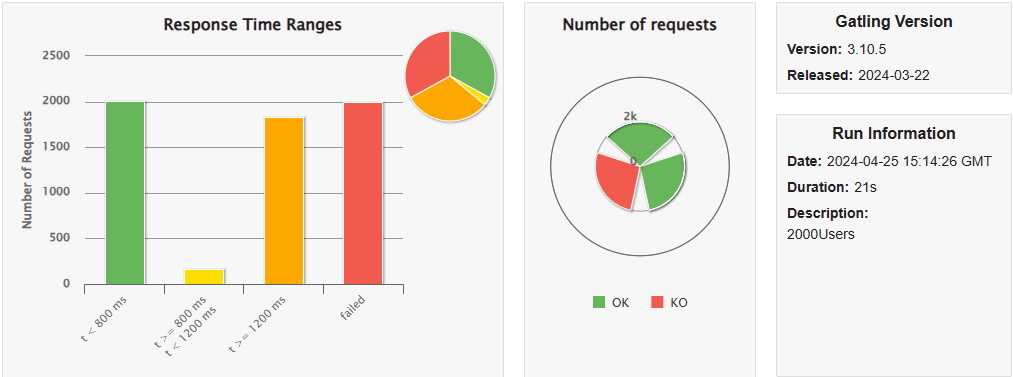 Response Time Ranges
Number of Requests
2500
2000
1500
1000
500
0
t < 800 ms
t >= 800 ms
t < 1200 ms
t >= 1200 ms
failed
Number of requests
2k
0
OK
KO
Gatling Version
Version: 3.10.5
Released: 2024-03-22
Run Information
Date: 2024-04-25 15:14:26 GMT
Duration: 21s
Description:
2000Users